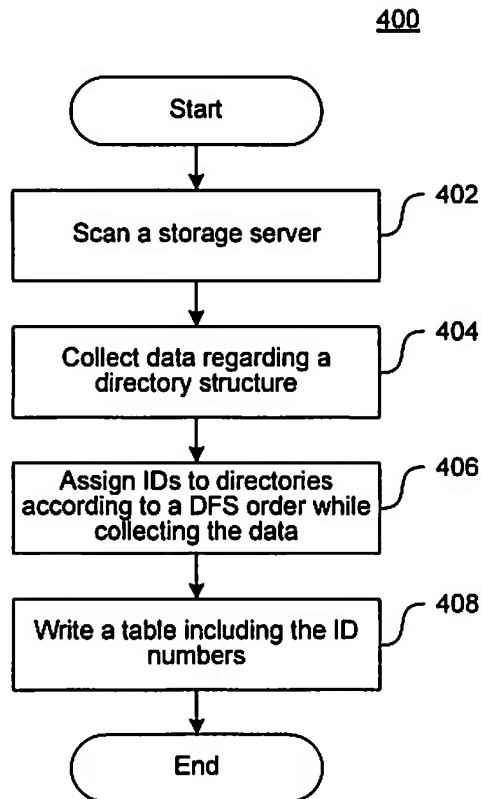 400
Start
402
Scan a storage server
404
Collect data regarding a
directory structure
406
Assign IDs to directories
according to a DFS order while
collecting the data
408
Write a table including the ID
numbers
End